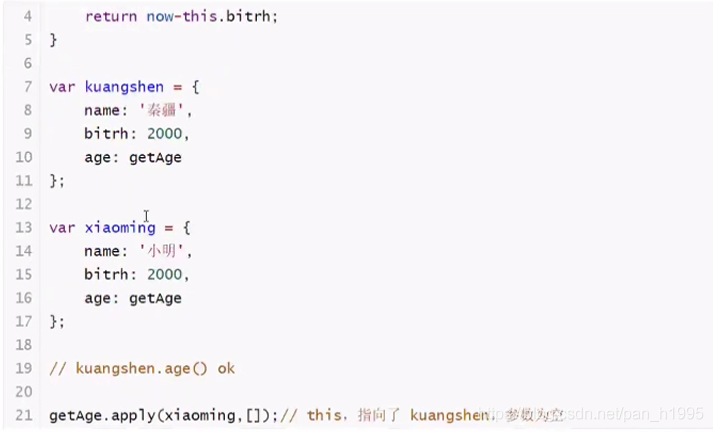 4 return now-this.bitrh;
5 }
6
7 var kuangshen = {
8 name: '秦疆',
9 bitrh: 2000,
10 age: getAge
11 };
12
13 var xiaoming = {
14 name: '小明',
15 bitrh: 2000,
16 age: getAge
17 };
18
19 // kuangshen.age() ok
20
21 getAge.apply(xiaoming,[]);// this，指向了 kuangshen，参数为空
csdn.net/pan_h1995